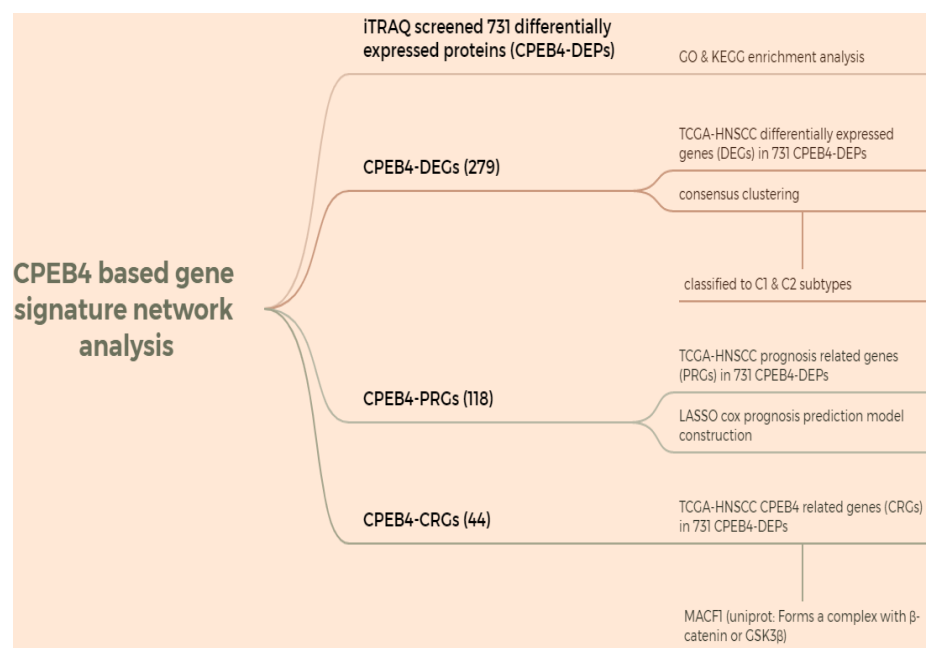 iTRAQ screened 731 differentially
expressed proteins (CPEB4-DEPs)
GO & KEGG enrichment analysis
TCGA-HNSCC differentially expressed
genes (DEGs) in 731 CPEB4-DEPs
CPEB4-DEGs (279)
consensus clustering
classified to C1 & C2 subtypes
CPEB4 based gene
signature network
analysis
TCGA-HNSCC prognosis related genes
(PRGs) in 731 CPEB4-DEPs
CPEB4-PRGs (118)
LASSO cox prognosis prediction model
construction
TCGA-HNSCC CPEB4 related genes (CRGs)
in 731 CPEB4-DEPs
CPEB4-CRGs (44)
MACF1 (uniprot: Forms a complex with β-
catenin or GSK3β)